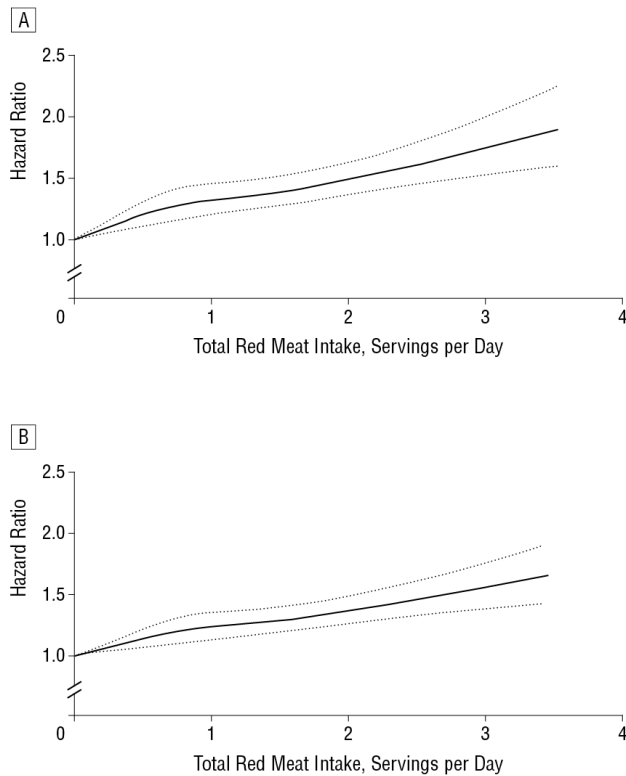 A
2.5
2.0
1.5
1.0
Hazard Ratio
0 1 2 3 4
Total Red Meat Intake, Servings per Day
B
2.5
2.0
1.5
1.0
Hazard Ratio
0 1 2 3 4
Total Red Meat Intake, Servings per Day